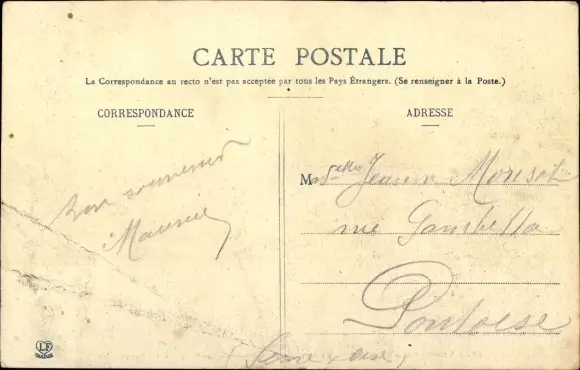 CARTE POSTALE
La Correspondance au recto n'est pas acceptée par tous les Pays Étrangers. (Se renseigner à la Poste.)
CORRESPONDANCE
Bon souvenir
Maurice
ADRESSE
Melle Jeanne
rue Gambetta
Pontoise
(Seine & Oise)
LF